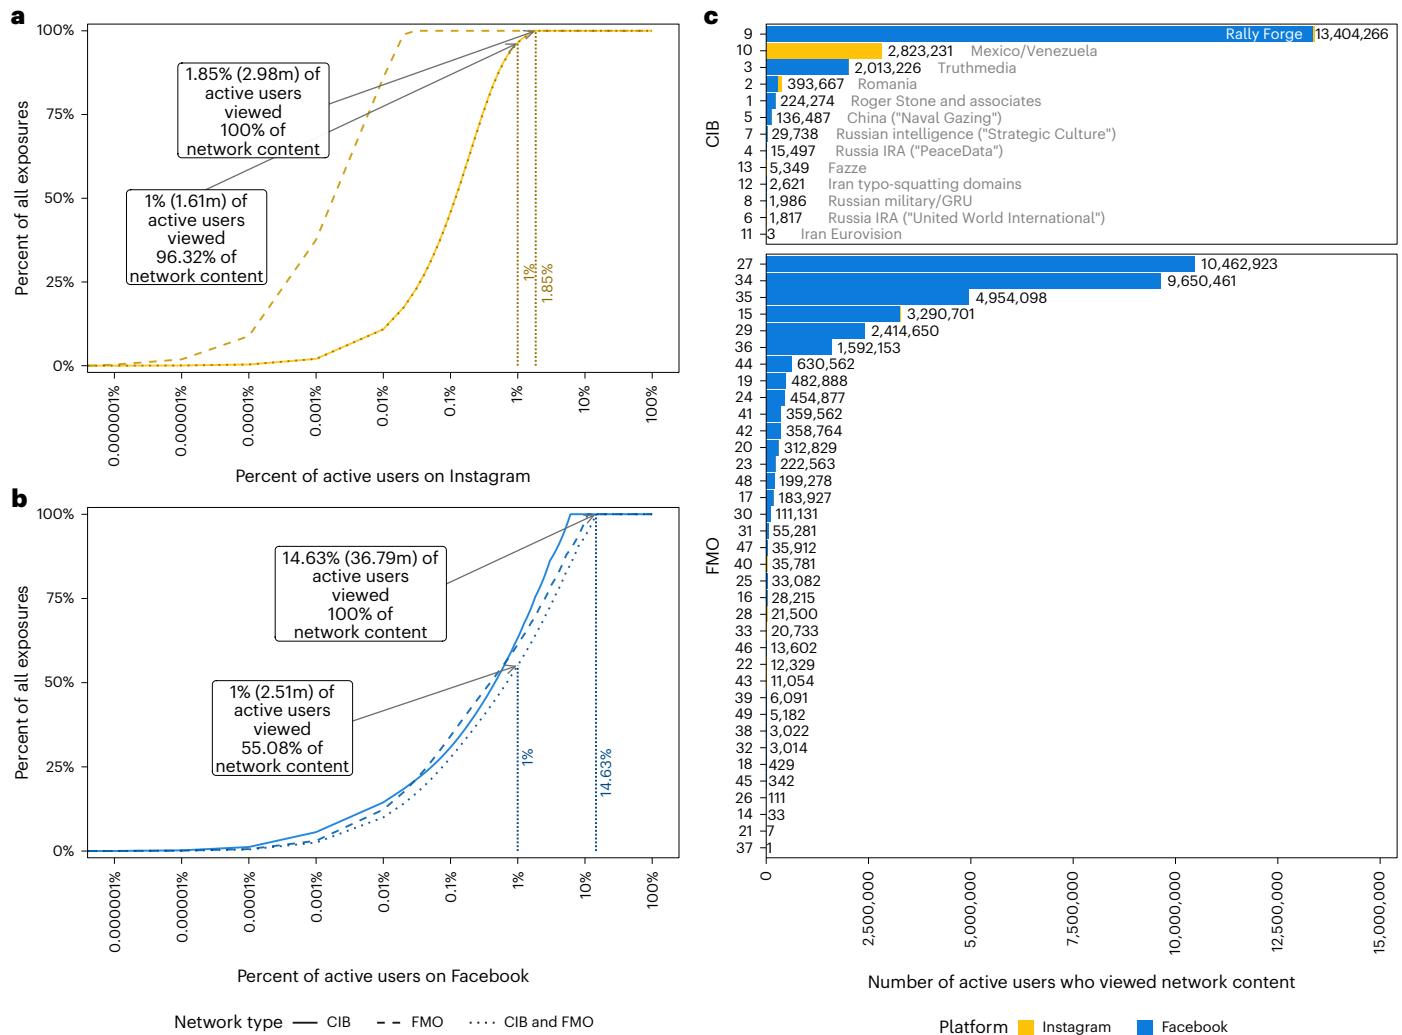 a
100%
75%
50%
25%
0%
Percent of all exposures
1.85% (2.98m) of
active users
viewed
100% of
network content
1% (1.61m) of
active users
viewed
96.32% of
network content
1%
1.85%
0.000001%
0.00001%
0.0001%
0.001%
0.01%
0.1%
1%
10%
100%
Percent of active users on Instagram
b
100%
75%
50%
25%
0%
Percent of all exposures
14.63% (36.79m) of
active users
viewed
100% of
network content
1% (2.51m) of
active users
viewed
55.08% of
network content
1%
14.63%
0.000001%
0.00001%
0.0001%
0.001%
0.01%
0.1%
1%
10%
100%
Percent of active users on Facebook
Network type CIB FMO CIB and FMO
c
CIB
9 Rally Forge 13,404,266
10 2,823,231 Mexico/Venezuela
3 2,013,226 Truthmedia
2 393,667 Romania
1 224,274 Roger Stone and associates
5 136,487 China ("Naval Gazing")
7 29,738 Russian intelligence ("Strategic Culture")
4 15,497 Russia IRA ("PeaceData")
13 5,349 Fazze
12 2,621 Iran typo-squatting domains
8 1,986 Russian military/GRU
6 1,817 Russia IRA ("United World International")
11 3 Iran Eurovision
FMO
27 10,462,923
34 9,650,461
35 4,954,098
15 3,290,701
29 2,414,650
36 1,592,153
44 630,562
19 482,888
24 454,877
41 359,562
42 358,764
20 312,829
23 222,563
48 199,278
17 183,927
30 111,131
31 55,281
47 35,912
40 35,781
25 33,082
16 28,215
28 21,500
33 20,733
46 13,602
22 12,329
43 11,054
39 6,091
49 5,182
38 3,022
32 3,014
18 429
45 342
26 111
14 33
21 7
37 1
0
2,500,000
5,000,000
7,500,000
10,000,000
12,500,000
15,000,000
Number of active users who viewed network content
Platform Instagram Facebook